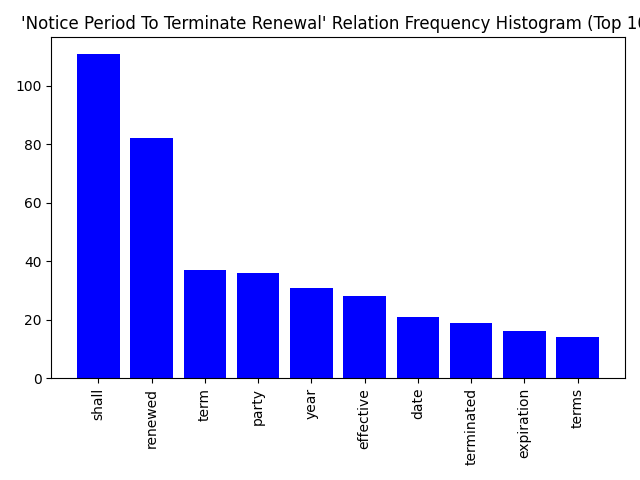 'Notice Period To Terminate Renewal' Relation Frequency Histogram (Top 10
100
80
60
40
20
0
shall
renewed
term
party
year
effective
date
terminated
expiration
terms